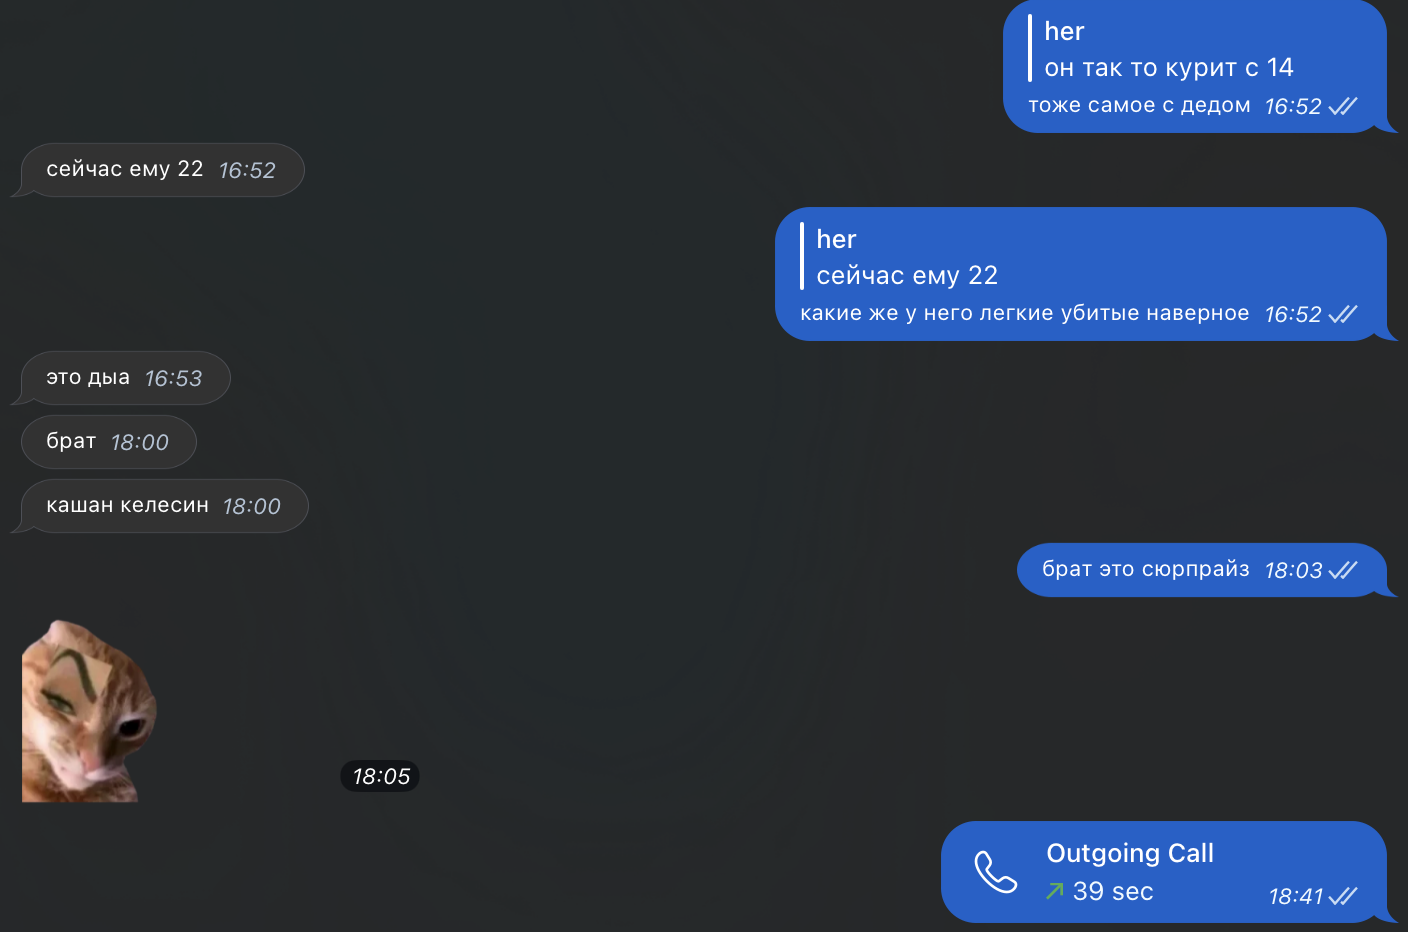 her
он так то курит с 14
тоже самое с дедом 16:52
сейчас ему 22 16:52
her
сейчас ему 22
какие же у него легкие убитые наверное 16:52
это дыа 16:53
брат 18:00
кашан келесин 18:00
брат это сюрпрайз 18:03
18:05
Outgoing Call
39 sec 18:41